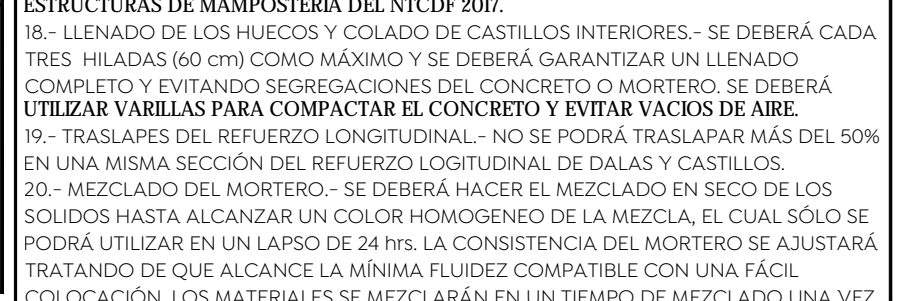 ESTRUCTURAS DE MAMPOSTERÍA DEL NTCDF 2017.
18.- LLENADO DE LOS HUECOS Y COLADO DE CASTILLOS INTERIORES.- SE DEBERÁ CADA
TRES HILADAS (60 cm) COMO MÁXIMO Y SE DEBERÁ GARANTIZAR UN LLENADO
COMPLETO Y EVITANDO SEGREGACIONES DEL CONCRETO O MORTERO. SE DEBERÁ
UTILIZAR VARILLAS PARA COMPACTAR EL CONCRETO Y EVITAR VACIOS DE AIRE.
19.- TRASLAPES DEL REFUERZO LONGITUDINAL.- NO SE PODRÁ TRASLAPAR MÁS DEL 50%
EN UNA MISMA SECCIÓN DEL REFUERZO LOGITUDINAL DE DALAS Y CASTILLOS.
20.- MEZCLADO DEL MORTERO.- SE DEBERÁ HACER EL MEZCLADO EN SECO DE LOS
SOLIDOS HASTA ALCANZAR UN COLOR HOMOGENEO DE LA MEZCLA, EL CUAL SÓLO SE
PODRÁ UTILIZAR EN UN LAPSO DE 24 hrs. LA CONSISTENCIA DEL MORTERO SE AJUSTARÁ
TRATANDO DE QUE ALCANCE LA MÍNIMA FLUIDEZ COMPATIBLE CON UNA FÁCIL
COLOCACIÓN. LOS MATERIALES SE MEZCLARÁN EN UN TIEMPO DE MEZCLADO UNA VEZ